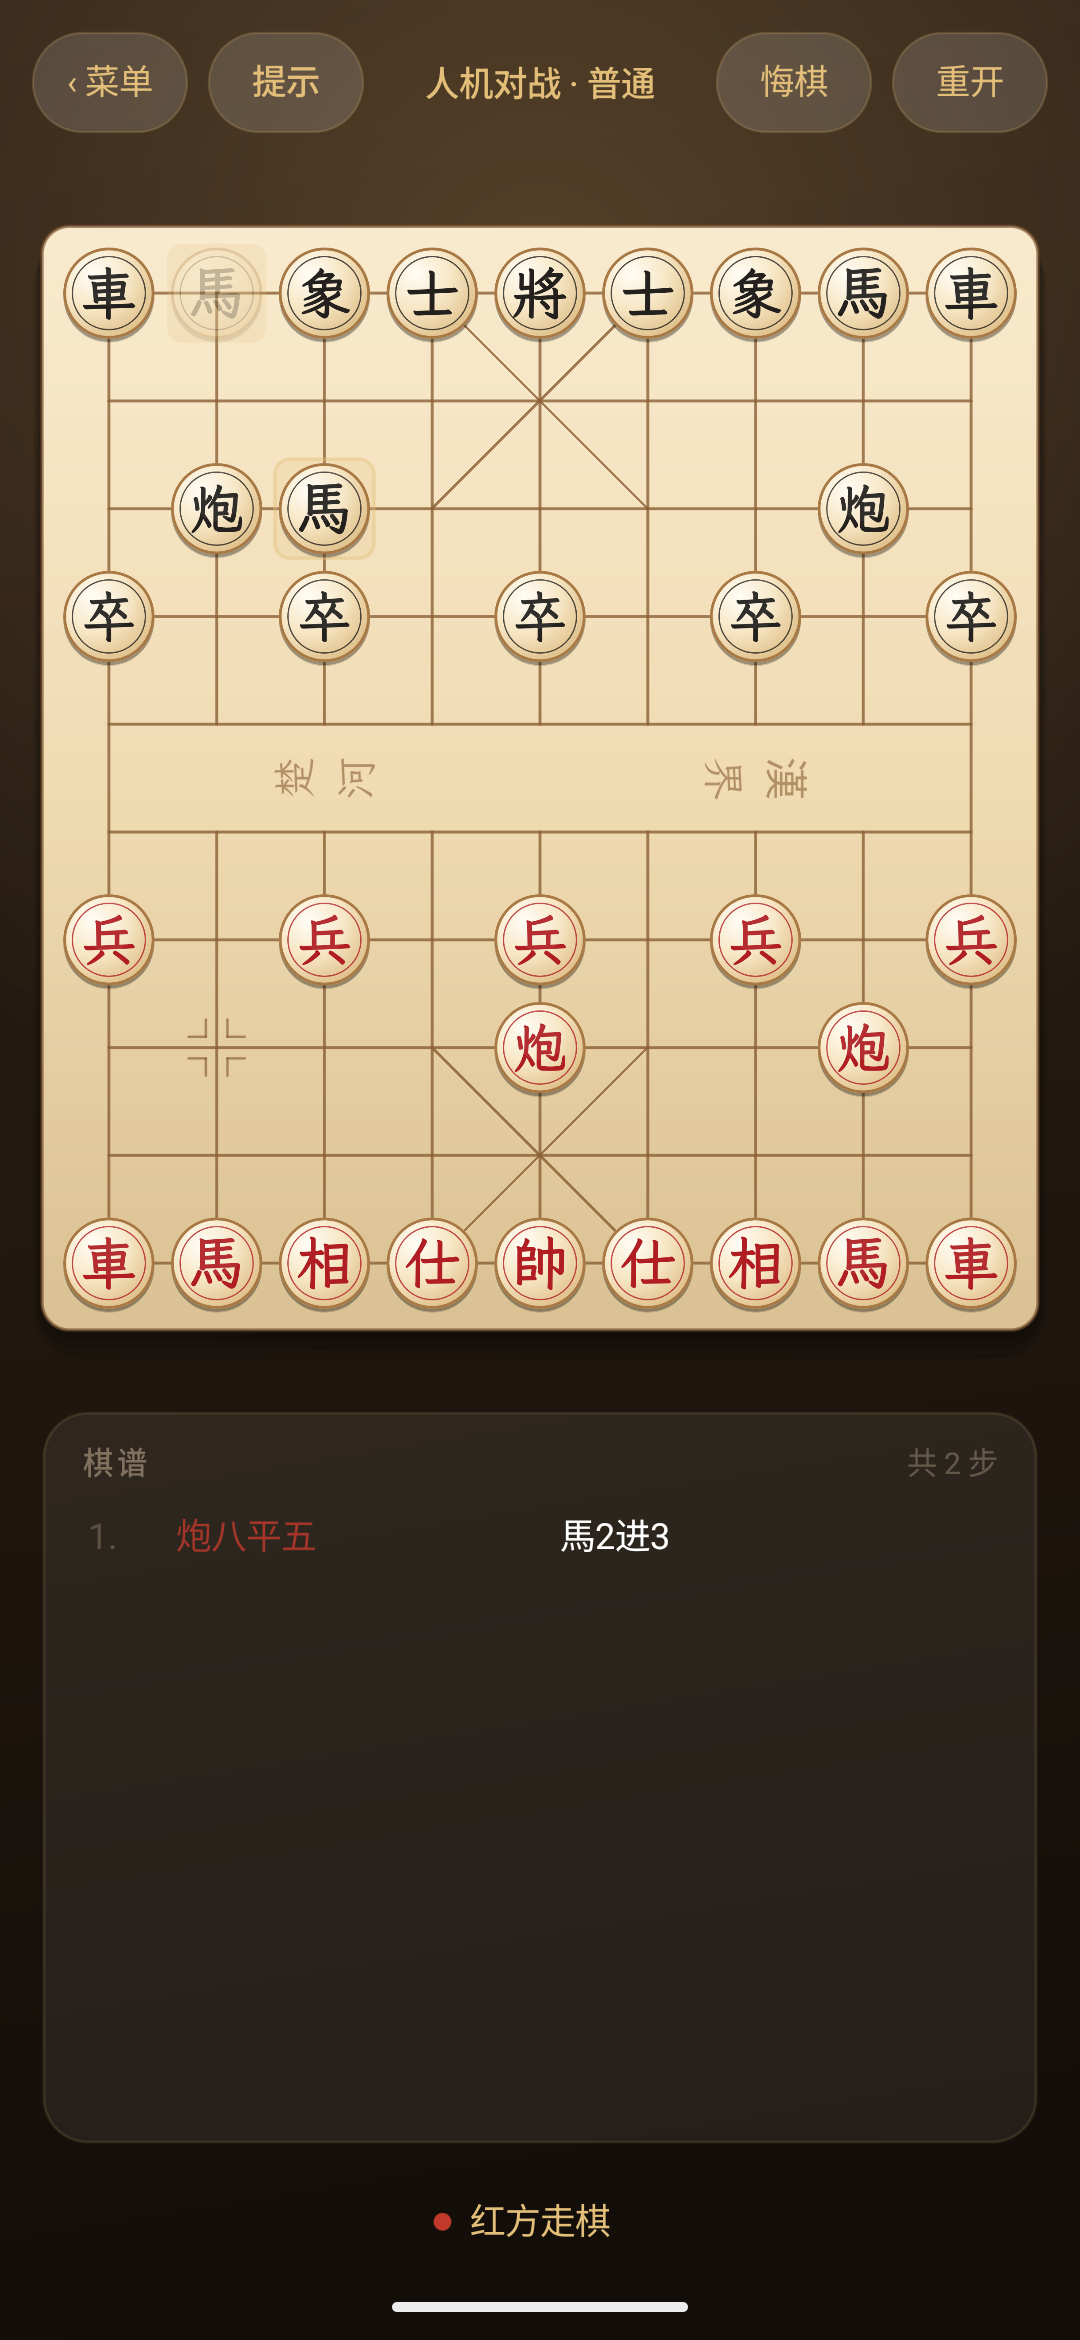 ‹ 菜单 提示 人机对战 · 普通 悔棋 重开
車 馬 象 士 將 士 象 馬 車
炮 馬 炮
卒 卒 卒 卒 卒
楚 河 界 漢
兵 兵 兵 兵 兵
炮 炮
車 馬 相 仕 帥 仕 相 馬 車
棋谱 共 2 步
1. 炮八平五 馬2进3
红方走棋